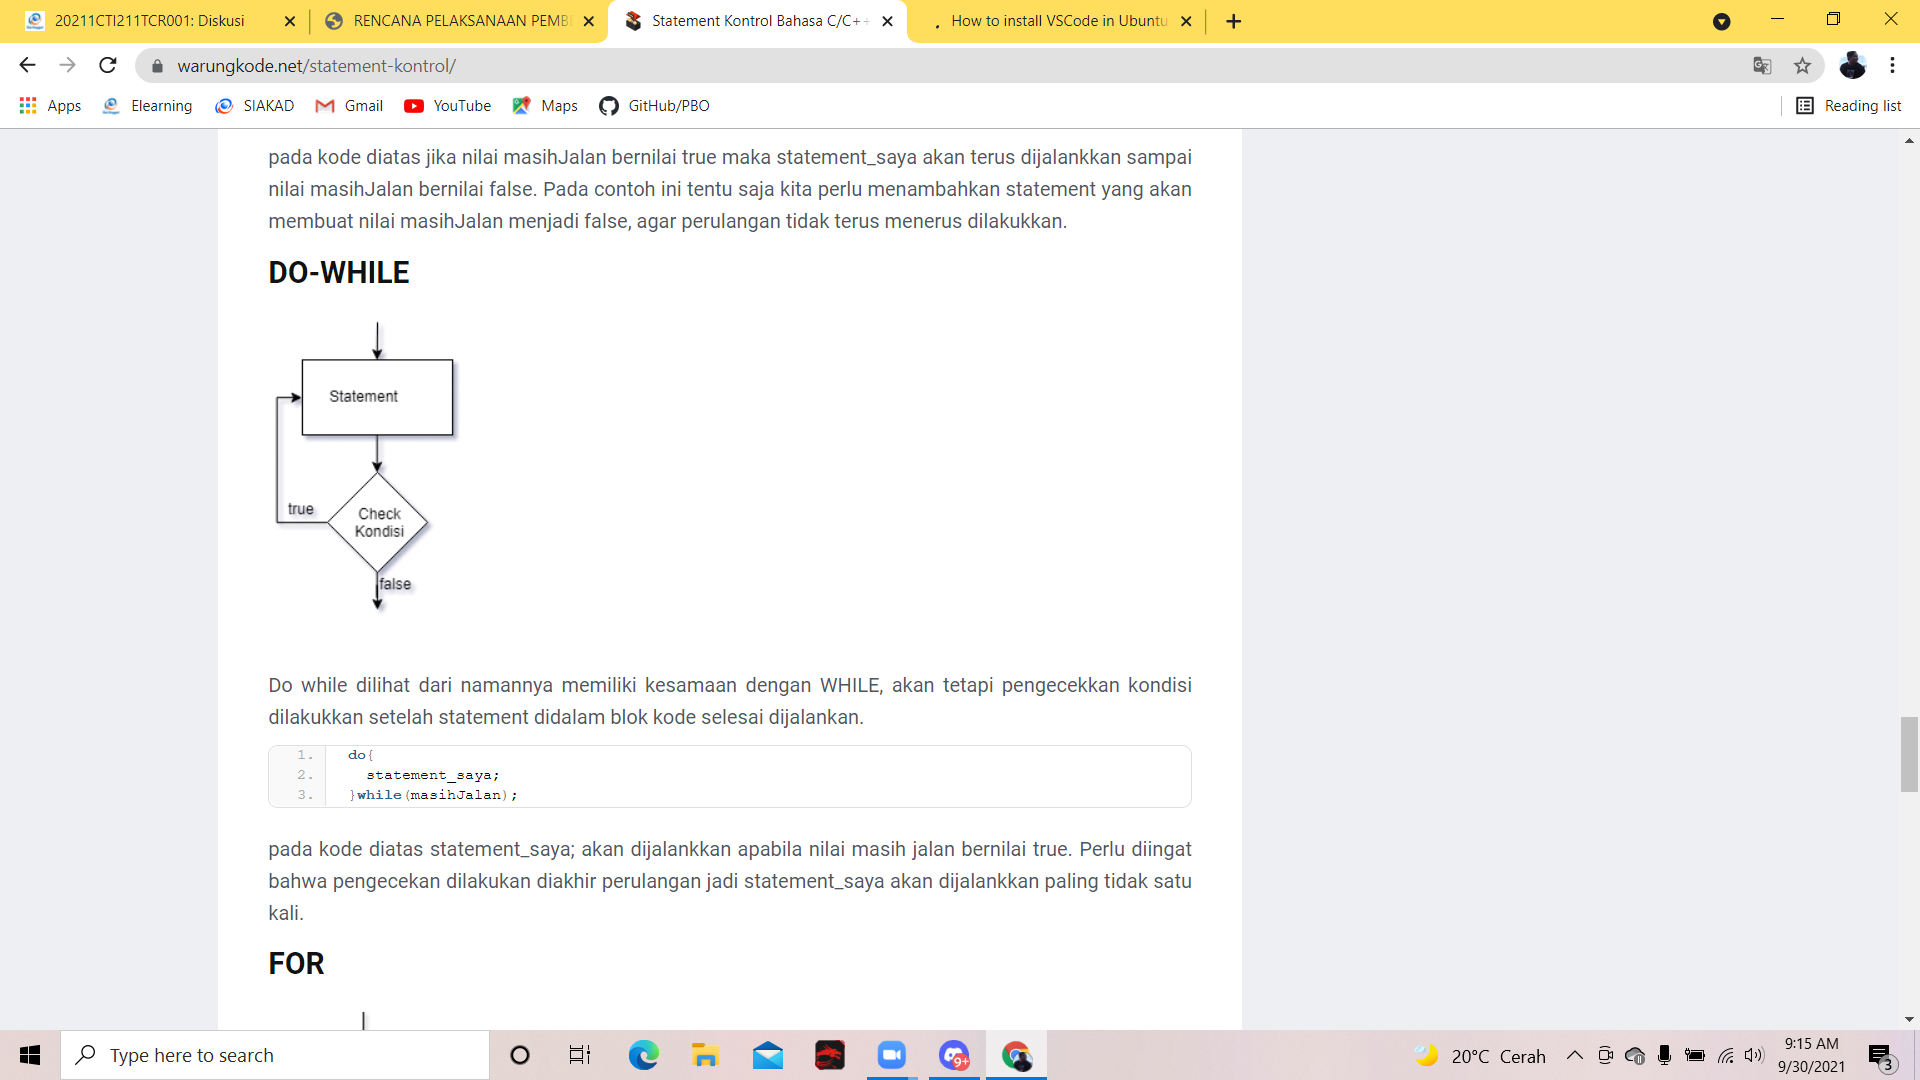 20211CTI211TCR001: Diskusi
RENCANA PELAKSANAAN PEMB
Statement Kontrol Bahasa C/C++
How to install VSCode in Ubuntu
warungkode.net/statement-kontrol/
Apps
Elearning
SIAKAD
Gmail
YouTube
Maps
GitHub/PBO
Reading list
pada kode diatas jika nilai masihJalan bernilai true maka statement_saya akan terus dijalankkan sampai
nilai masihJalan bernilai false. Pada contoh ini tentu saja kita perlu menambahkan statement yang akan
membuat nilai masihJalan menjadi false, agar perulangan tidak terus menerus dilakukkan.
DO-WHILE
Statement
true
Check
Kondisi
false
Do while dilihat dari namannya memiliki kesamaan dengan WHILE, akan tetapi pengecekkan kondisi
dilakukkan setelah statement didalam blok kode selesai dijalankan.
1. do{
2. statement_saya;
3. }while(masihJalan);
pada kode diatas statement_saya; akan dijalankkan apabila nilai masih jalan bernilai true. Perlu diingat
bahwa pengecekan dilakukan diakhir perulangan jadi statement_saya akan dijalankkan paling tidak satu
kali.
FOR
Type here to search
9+
20°C Cerah
9:15 AM
9/30/2021
3